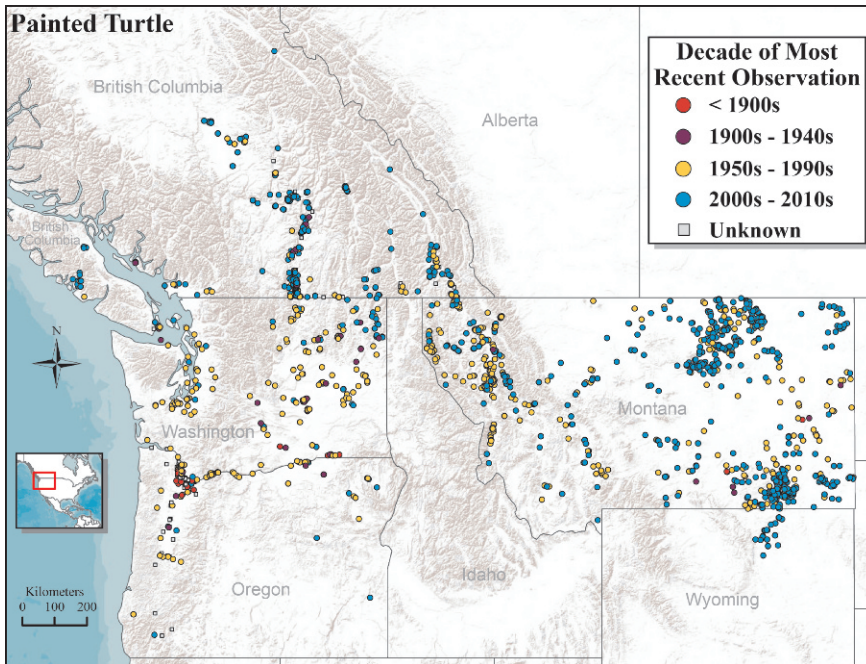 Painted Turtle
British Columbia
Alberta
Decade of Most
Recent Observation
< 1900s
1900s - 1940s
1950s - 1990s
2000s - 2010s
Unknown
British
Columbia
N
Washington
Montana
Oregon
Idaho
Wyoming
Kilometers
0 100 200